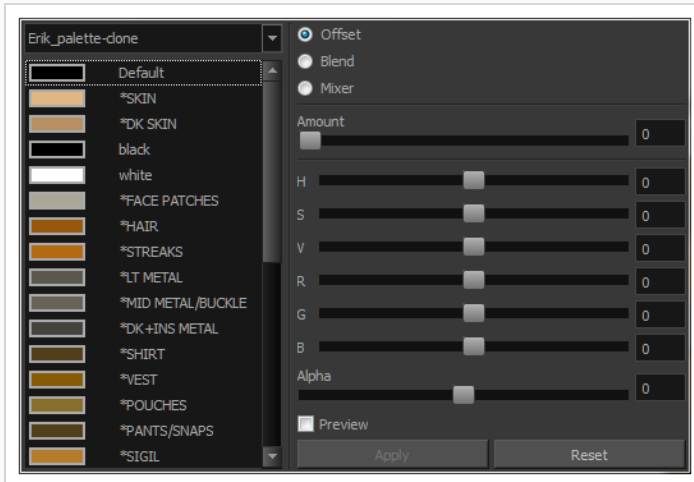 Erik_palette-clone
Default
*SKIN
*DK SKIN
black
white
*FACE PATCHES
*HAIR
*STREAKS
*LT METAL
*MID METAL/BUCKLE
*DK+INS METAL
*SHIRT
*VEST
*POUCHES
*PANTS/SNAPS
*SIGIL
Offset
Blend
Mixer
Amount
0
H 0
S 0
V 0
R 0
G 0
B 0
Alpha
0
Preview
Apply Reset